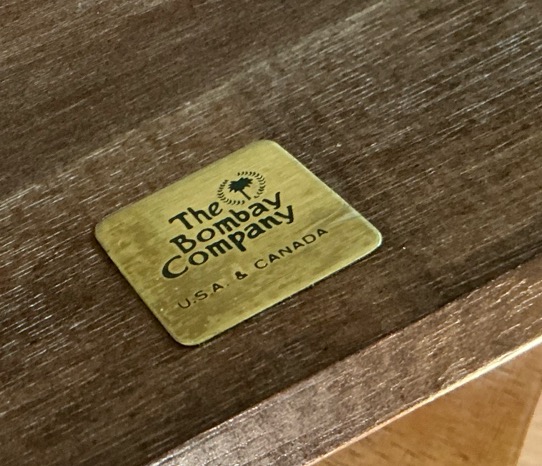 The
Bombay
Company
U.S.A. & CANADA